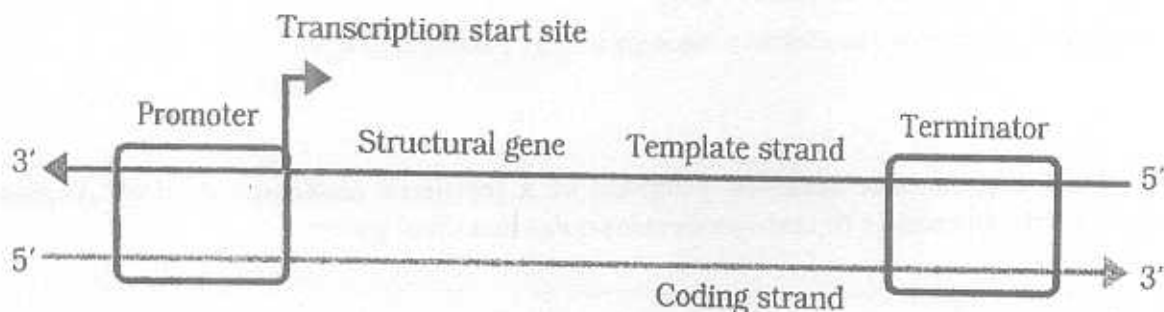 Transcription start site
Promoter
Structural gene
Template strand
Terminator
3′
5′
5′
3′
Coding strand